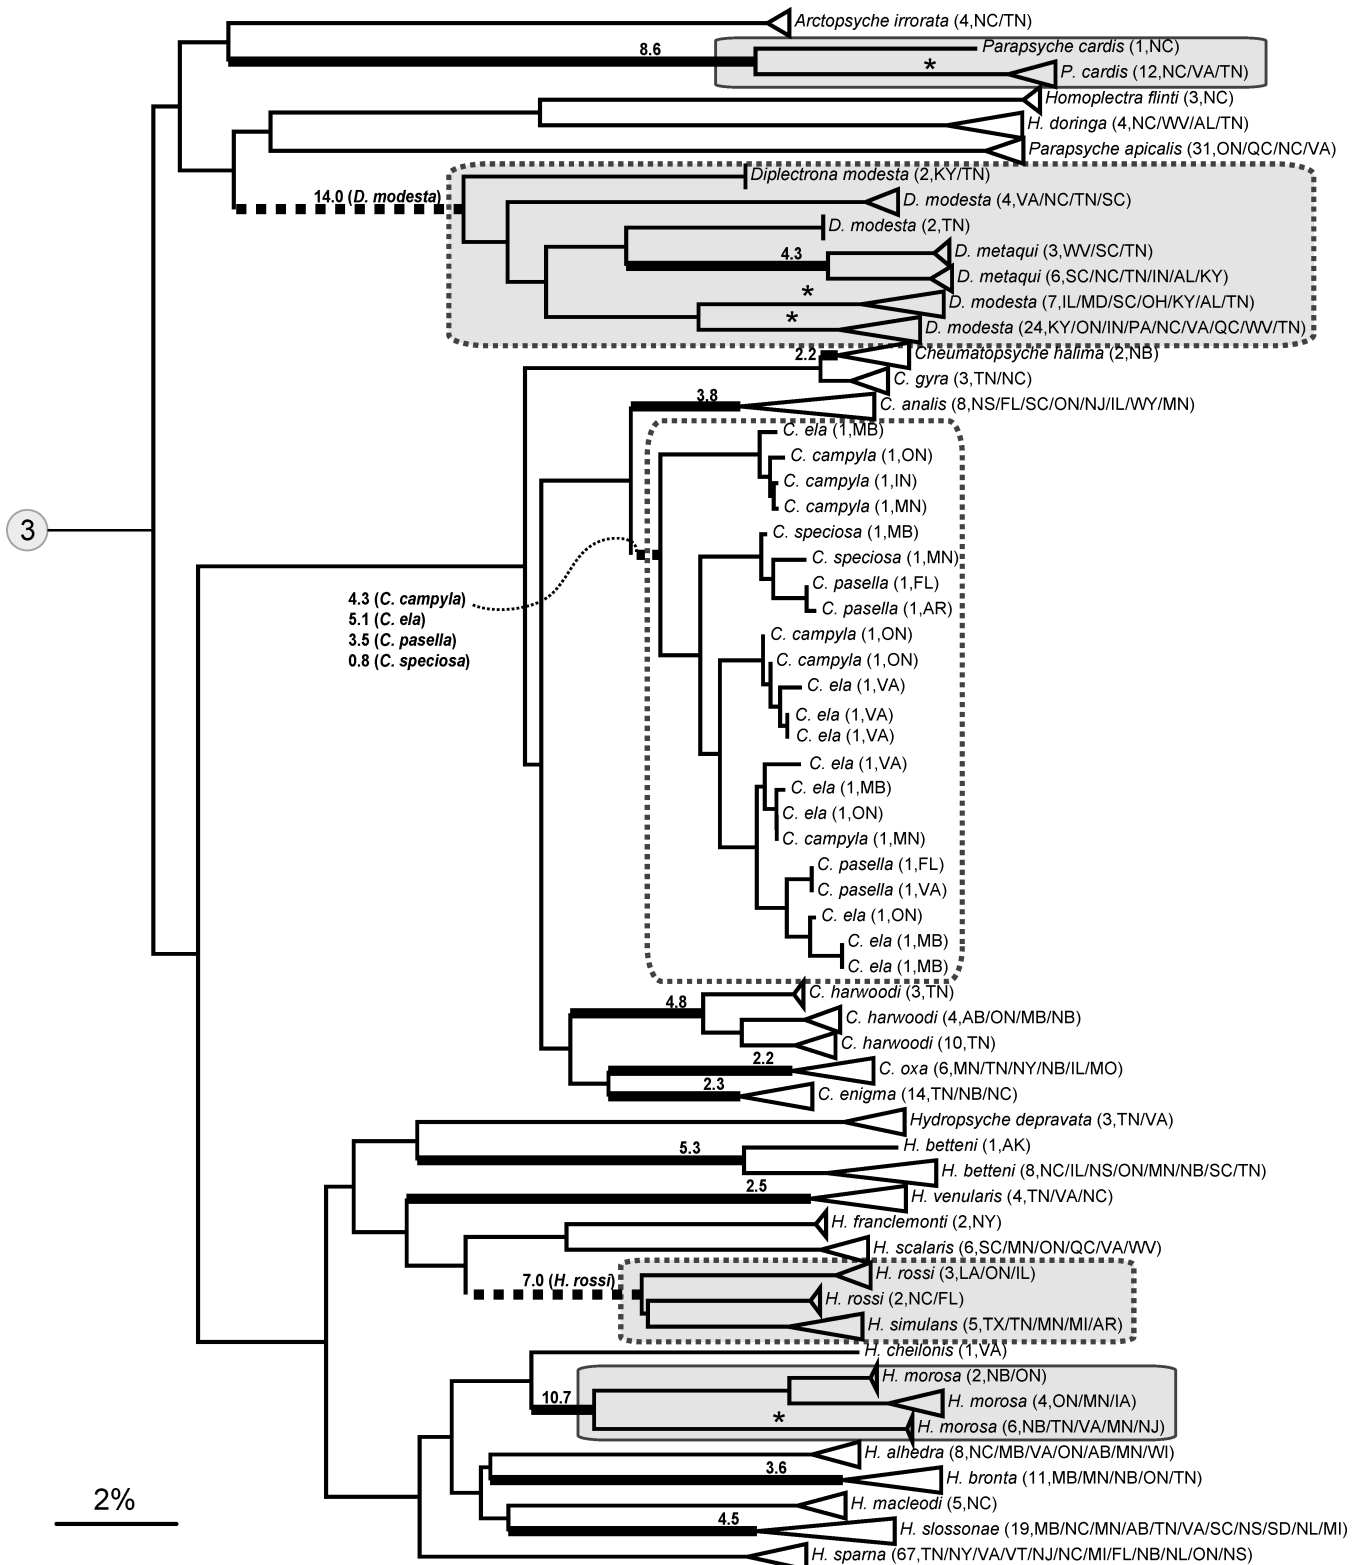 Arctopsyche irrorata (4,NC/TN)
8.6
Parapsyche cardis (1,NC)
*
P. cardis (12,NC/VA/TN)
Homoplectra flinti (3,NC)
H. doringa (4,NC/WV/AL/TN)
Parapsyche apicalis (31,ON/QC/NC/VA)
Diplectrona modesta (2,KY/TN)
14.0 (D. modesta)
D. modesta (4,VA/NC/TN/SC)
D. modesta (2,TN)
4.3
D. metaqui (3,WV/SC/TN)
D. metaqui (6,SC/NC/TN/IN/AL/KY)
*
D. modesta (7,IL/MD/SC/OH/KY/AL/TN)
*
D. modesta (24,KY/ON/IN/PA/NC/VA/QC/WV/TN)
2.2
Cheumatopsyche halima (2,NB)
C. gyra (3,TN/NC)
3.8
C. analis (8,NS/FL/SC/ON/NJ/IL/WY/MN)
C. ela (1,MB)
C. campyla (1,ON)
C. campyla (1,IN)
C. campyla (1,MN)
3
C. speciosa (1,MB)
C. speciosa (1,MN)
C. pasella (1,FL)
4.3 (C. campyla)
C. pasella (1,AR)
5.1 (C. ela)
3.5 (C. pasella)
C. campyla (1,ON)
0.8 (C. speciosa)
C. campyla (1,ON)
C. ela (1,VA)
C. ela (1,VA)
C. ela (1,VA)
C. ela (1,VA)
C. ela (1,MB)
C. ela (1,ON)
C. campyla (1,MN)
C. pasella (1,FL)
C. pasella (1,VA)
C. ela (1,ON)
C. ela (1,MB)
C. ela (1,MB)
C. harwoodi (3,TN)
4.8
C. harwoodi (4,AB/ON/MB/NB)
C. harwoodi (10,TN)
2.2
C. oxa (6,MN/TN/NY/NB/IL/MO)
2.3
C. enigma (14,TN/NB/NC)
Hydropsyche depravata (3,TN/VA)
5.3
H. betteni (1,AK)
H. betteni (8,NC/IL/NS/ON/MN/NB/SC/TN)
2.5
H. venularis (4,TN/VA/NC)
H. franclemonti (2,NY)
H. scalaris (6,SC/MN/ON/QC/VA/WV)
7.0 (H. rossi)
H. rossi (3,LA/ON/IL)
H. rossi (2,NC/FL)
H. simulans (5,TX/TN/MN/MI/AR)
H. cheilonis (1,VA)
H. morosa (2,NB/ON)
10.7
H. morosa (4,ON/MN/IA)
*
H. morosa (6,NB/TN/VA/MN/NJ)
H. alhedra (8,NC/MB/VA/ON/AB/MN/WI)
3.6
H. bronta (11,MB/MN/NB/ON/TN)
2%
H. macleodi (5,NC)
4.5
H. slossonae (19,MB/NC/MN/AB/TN/VA/SC/NS/SD/NL/MI)
H. sparna (67,TN/NY/VA/VT/NJ/NC/MI/FL/NB/NL/ON/NS)